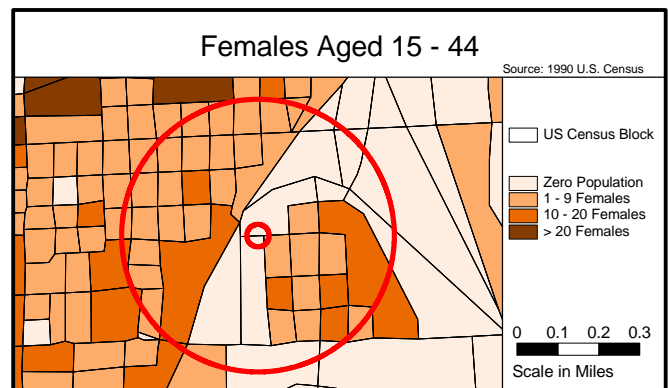 Females Aged 15 - 44
Source: 1990 U.S. Census
US Census Block
Zero Population
1 - 9 Females
10 - 20 Females
> 20 Females
0 0.1 0.2 0.3
Scale in Miles